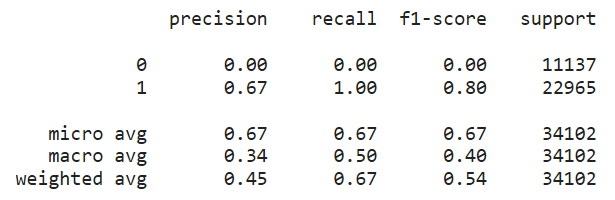 precision recall f1-score support
0 0.00 0.00 0.00 11137
1 0.67 1.00 0.80 22965
micro avg 0.67 0.67 0.67 34102
macro avg 0.34 0.50 0.40 34102
weighted avg 0.45 0.67 0.54 34102